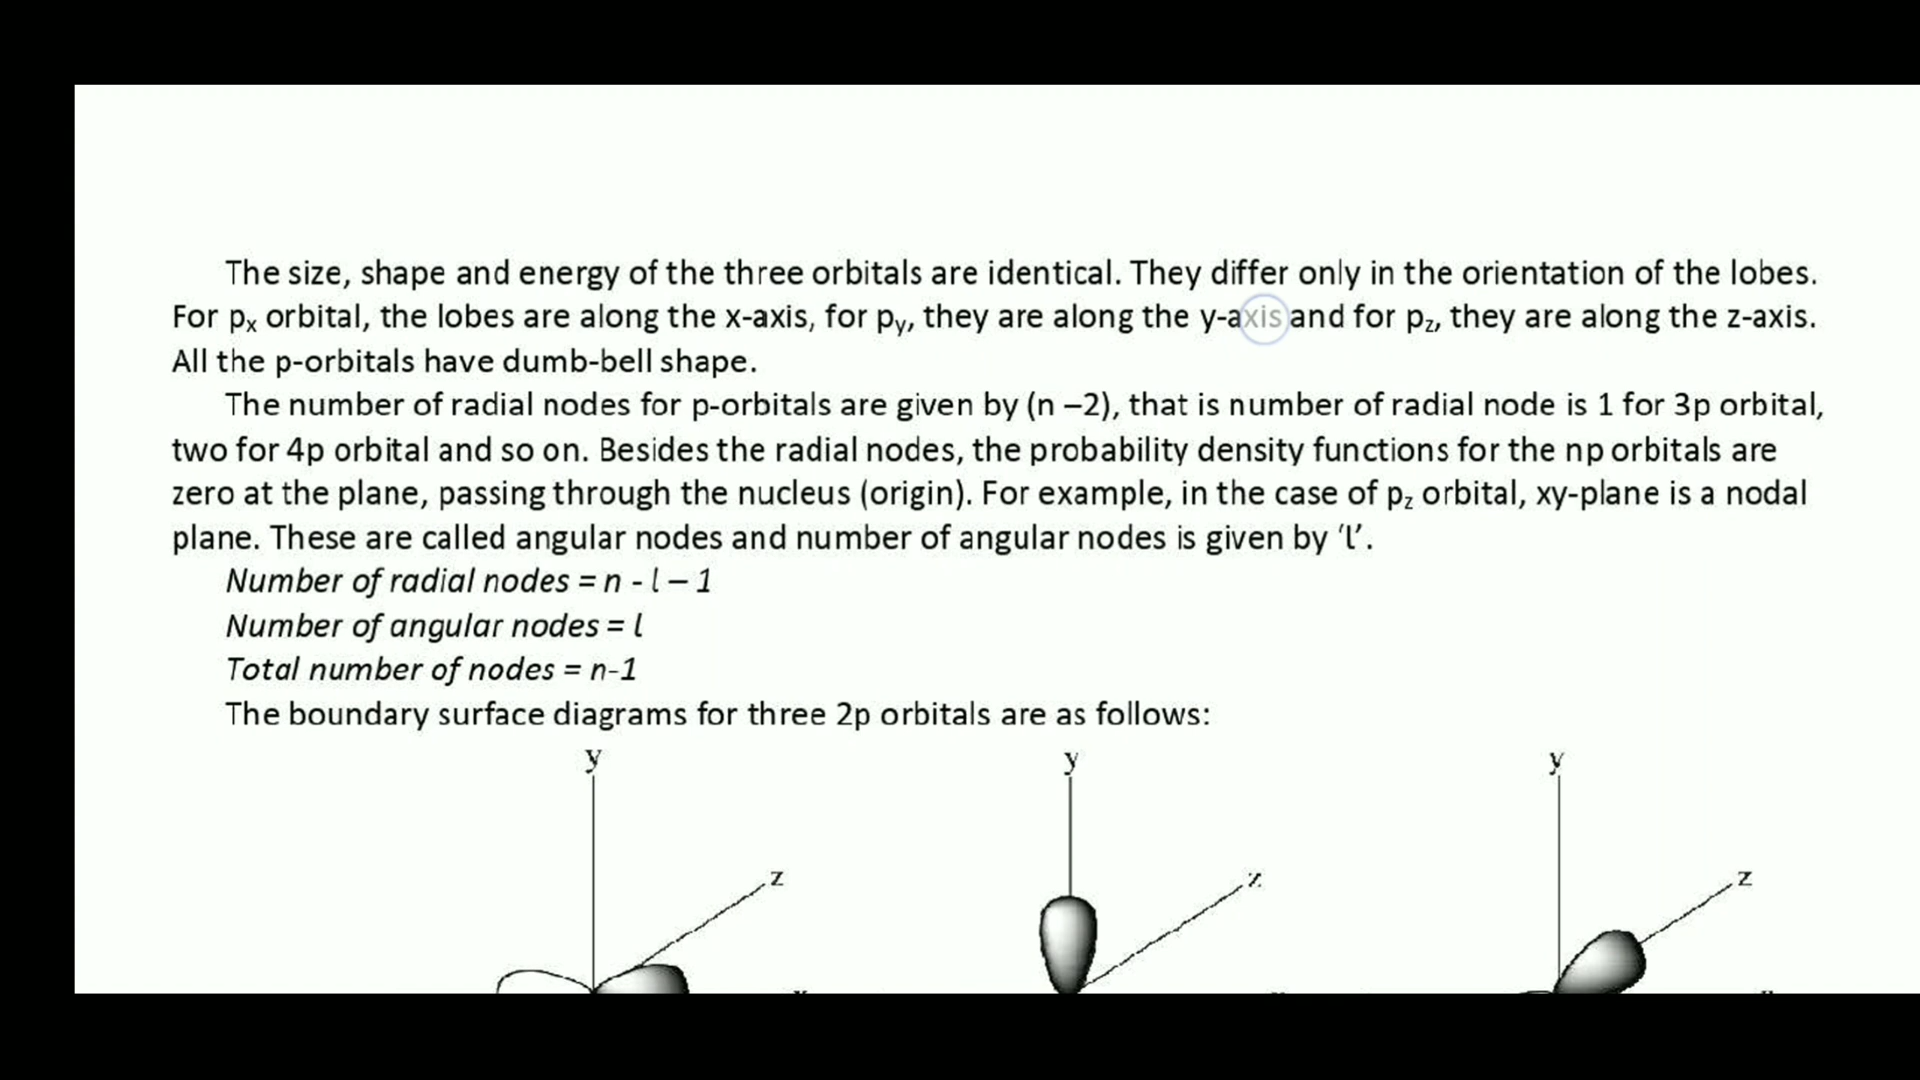 The size, shape and energy of the three orbitals are identical. They differ only in the orientation of the lobes.
For pₓ orbital, the lobes are along the x-axis, for pᵧ, they are along the y-axis and for p_z, they are along the z-axis.
All the p-orbitals have dumb-bell shape.
The number of radial nodes for p-orbitals are given by (n –2), that is number of radial node is 1 for 3p orbital,
two for 4p orbital and so on. Besides the radial nodes, the probability density functions for the np orbitals are
zero at the plane, passing through the nucleus (origin). For example, in the case of p_z orbital, xy-plane is a nodal
plane. These are called angular nodes and number of angular nodes is given by ‘l’.
Number of radial nodes = n - l – 1
Number of angular nodes = l
Total number of nodes = n-1
The boundary surface diagrams for three 2p orbitals are as follows:
y y y
z z z